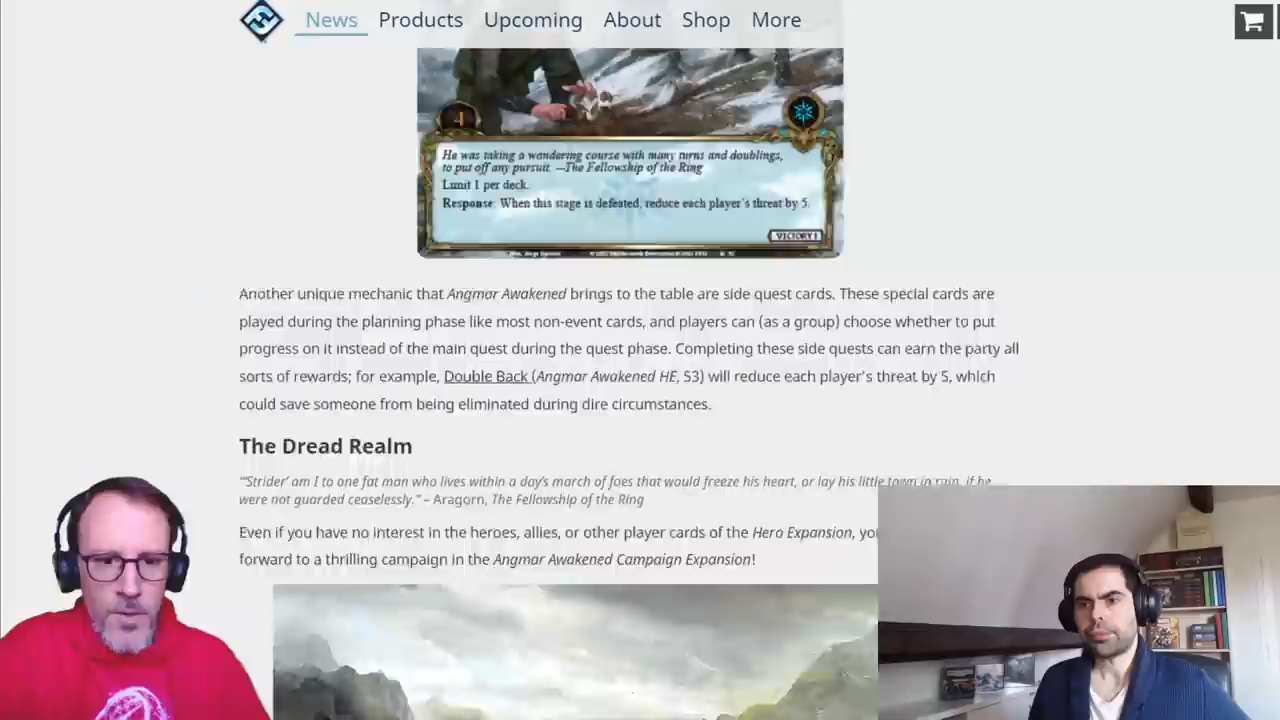 News Products Upcoming About Shop More
4
He was taking a wandering course with many turns and doublings,
to put off any pursuit. —The Fellowship of the Ring
Limit 1 per deck.
Response: When this stage is defeated, reduce each player's threat by 5.
VICTORY 1
Another unique mechanic that Angmar Awakened brings to the table are side quest cards. These special cards are
played during the planning phase like most non-event cards, and players can (as a group) choose whether to put
progress on it instead of the main quest during the quest phase. Completing these side quests can earn the party all
sorts of rewards; for example, Double Back (Angmar Awakened HE, 53) will reduce each player's threat by 5, which
could save someone from being eliminated during dire circumstances.
The Dread Realm
"'Strider' am I to one fat man who lives within a day's march of foes that would freeze his heart, or lay his little town in ruin, if he
were not guarded ceaselessly." – Aragorn, The Fellowship of the Ring
Even if you have no interest in the heroes, allies, or other player cards of the Hero Expansion, you
forward to a thrilling campaign in the Angmar Awakened Campaign Expansion!